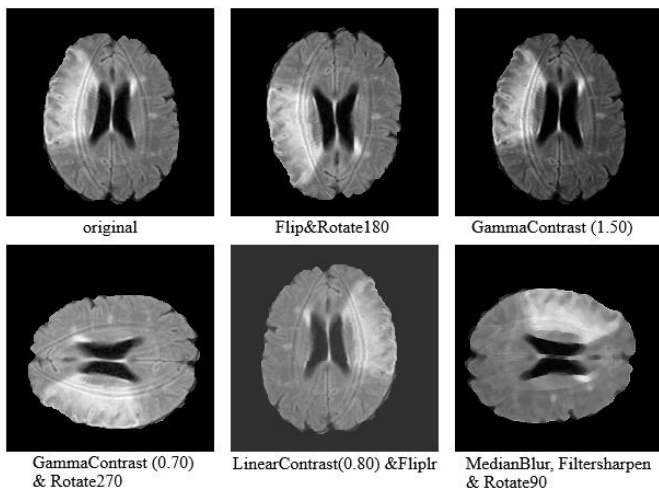 original
Flip&Rotate180
GammaContrast (1.50)
GammaContrast (0.70)
& Rotate270
LinearContrast(0.80) &Fliplr
MedianBlur, Filtersharpen
& Rotate90